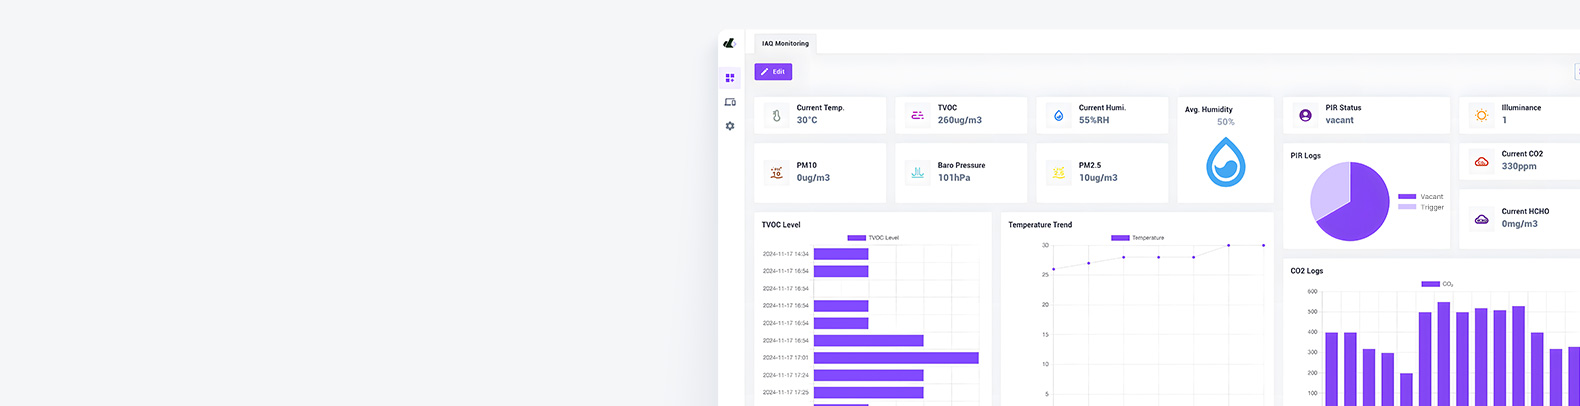 IAQ Monitoring
Edit
Current Temp.
30°C
TVOC
260ug/m3
Current Humi.
55%RH
Avg. Humidity
50%
PIR Status
vacant
Illuminance
1
PM10
0ug/m3
Baro Pressure
101hPa
PM2.5
10ug/m3
PIR Logs
Vacant
Trigger
Current CO2
330ppm
Current HCHO
0mg/m3
TVOC Level
TVOC Level
2024-11-17 14:34
2024-11-17 16:54
2024-11-17 16:54
2024-11-17 16:54
2024-11-17 16:54
2024-11-17 16:54
2024-11-17 17:01
2024-11-17 17:24
2024-11-17 17:25
Temperature Trend
Temperature
30
25
20
15
10
5
CO2 Logs
CO₂
600
500
400
300
200
100